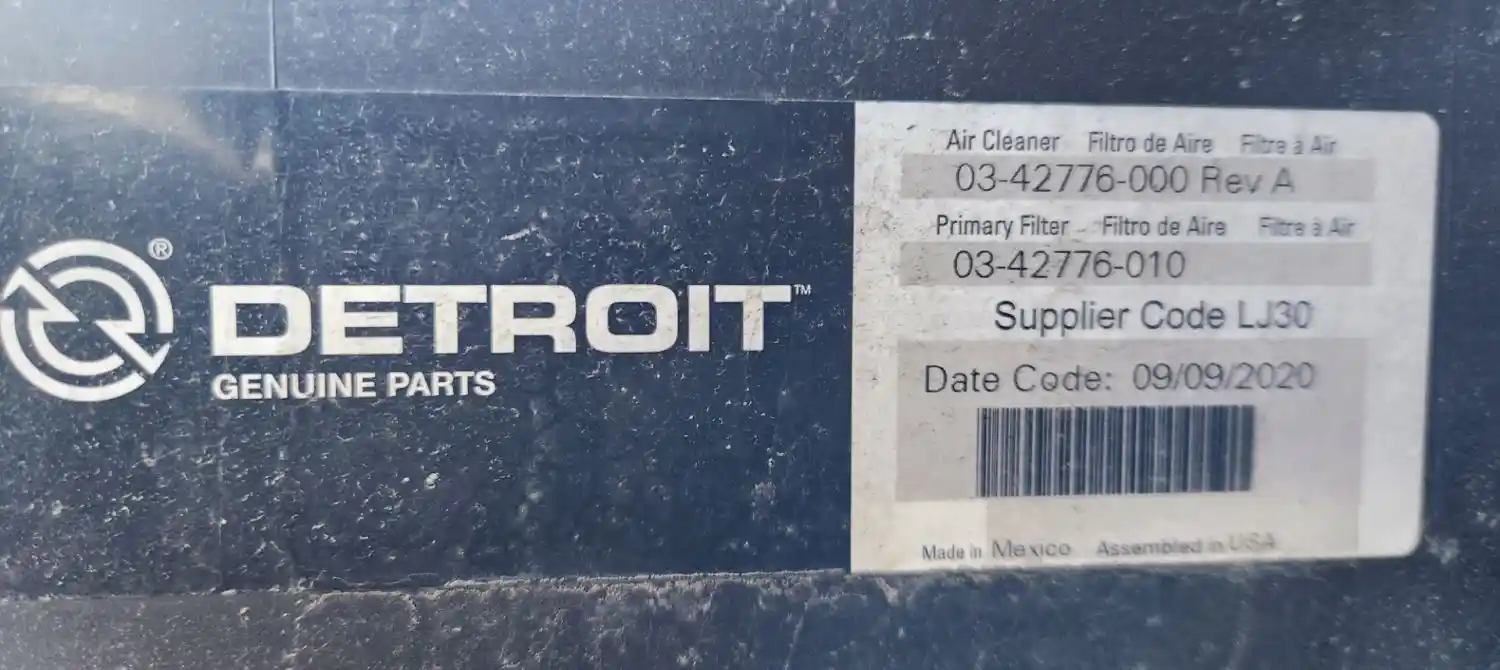 ®
DETROIT™
GENUINE PARTS
Air Cleaner Filtro de Aire Filtre à Air
03-42776-000 Rev A
Primary Filter Filtro de Aire Filtre à Air
03-42776-010
Supplier Code LJ30
Date Code: 09/09/2020
Made in Mexico Assembled in USA